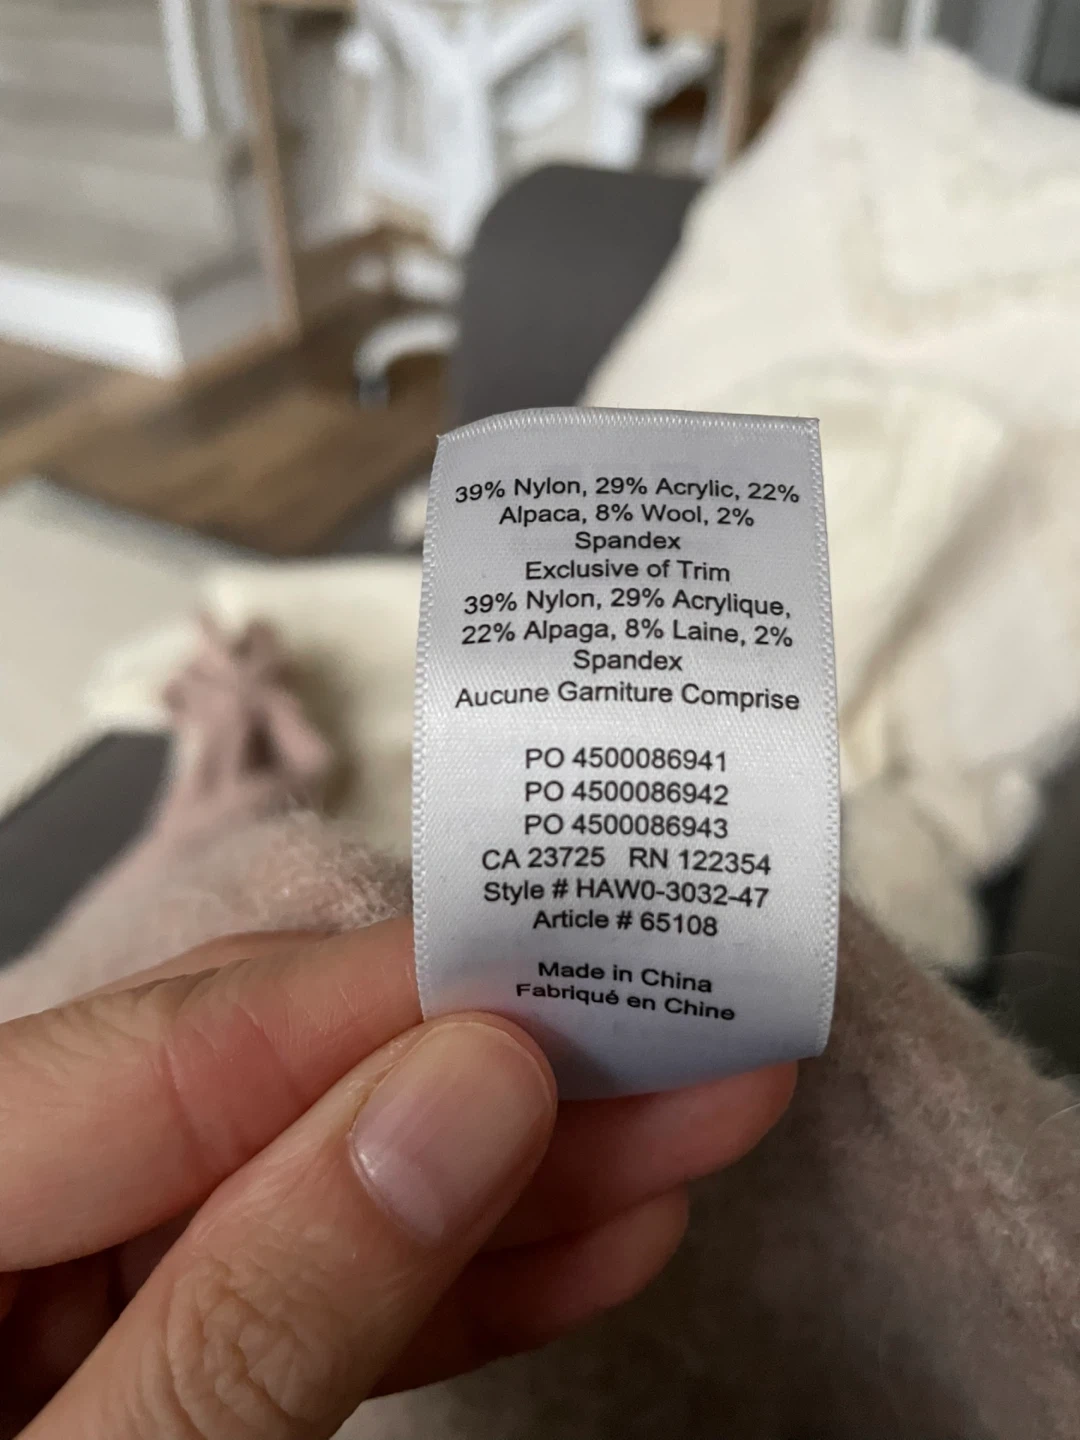 39% Nylon, 29% Acrylic, 22%
Alpaca, 8% Wool, 2%
Spandex
Exclusive of Trim
39% Nylon, 29% Acrylique,
22% Alpaga, 8% Laine, 2%
Spandex
Aucune Garniture Comprise
PO 4500086941
PO 4500086942
PO 4500086943
CA 23725 RN 122354
Style # HAW0-3032-47
Article # 65108
Made in China
Fabriqué en Chine